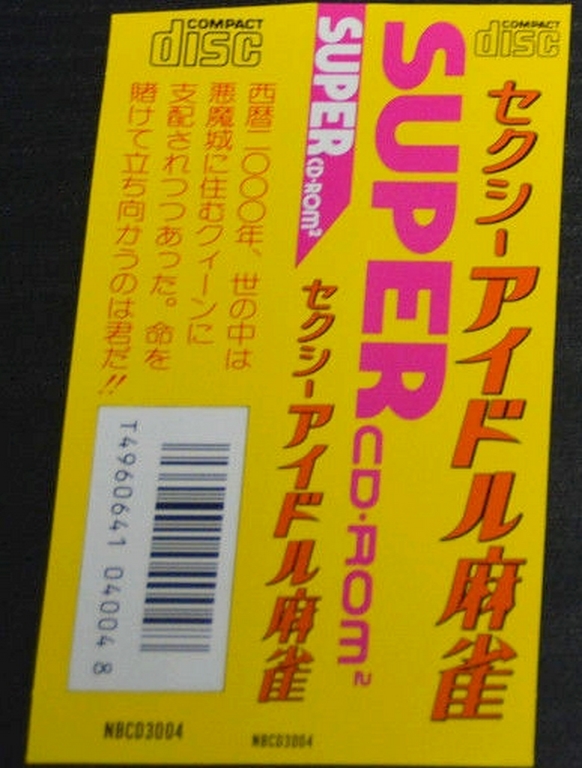 COMPACT
disc
セクシーアイドル麻雀
SUPER CD-ROM²
SUPER CD-ROM²
セクシーアイドル麻雀
NBCD3004
COMPACT
disc
西暦二〇〇〇年、世の中は
悪魔城に住むクィーンに
支配されつつあった。命を
賭けて立ち向かうのは君だ!!
T4960641 04004 8
NBCD3004